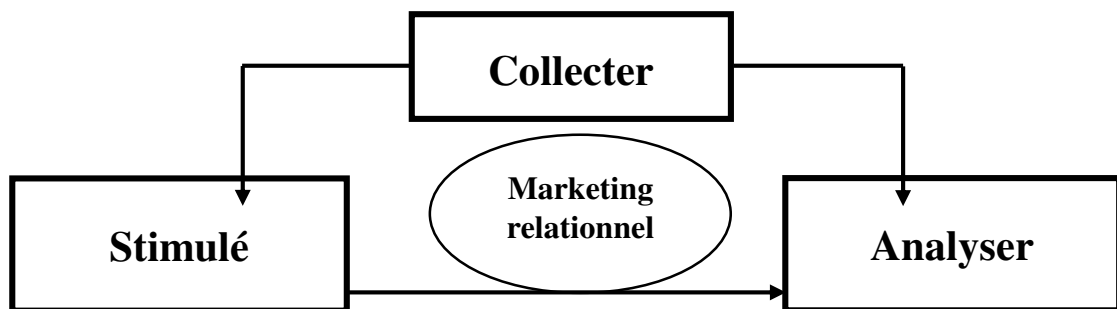 Collecter
Marketing
relationnel
Stimulé
Analyser